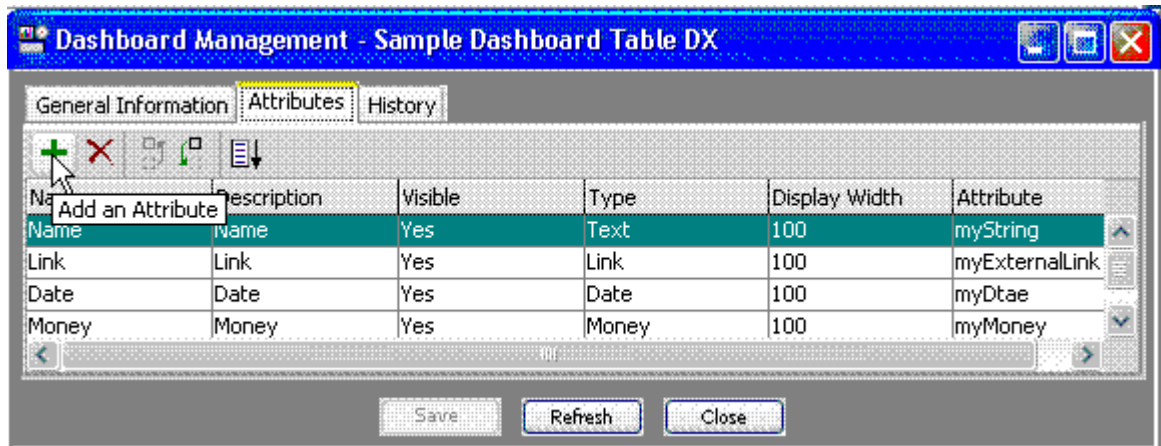 Dashboard Management - Sample Dashboard Table DX
General Information Attributes History
Na Description Visible Type Display Width Attribute
Add an Attribute
Name Name Yes Text 100 myString
Link Link Yes Link 100 myExternalLink
Date Date Yes Date 100 myDtae
Money Money Yes Money 100 myMoney
Save Refresh Close